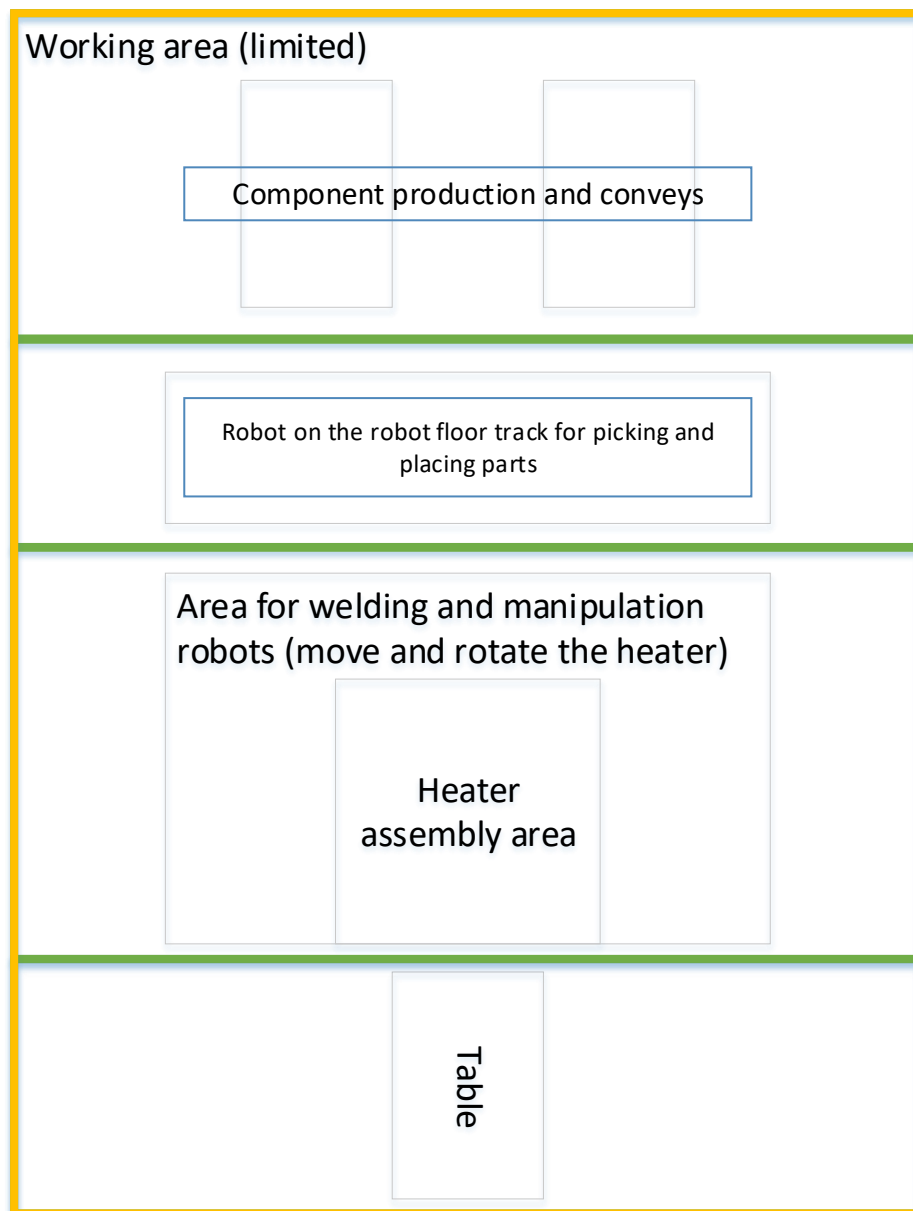 Working area (limited)
Component production and conveys
Robot on the robot floor track for picking and
placing parts
Area for welding and manipulation
robots (move and rotate the heater)
Heater
assembly area
Table